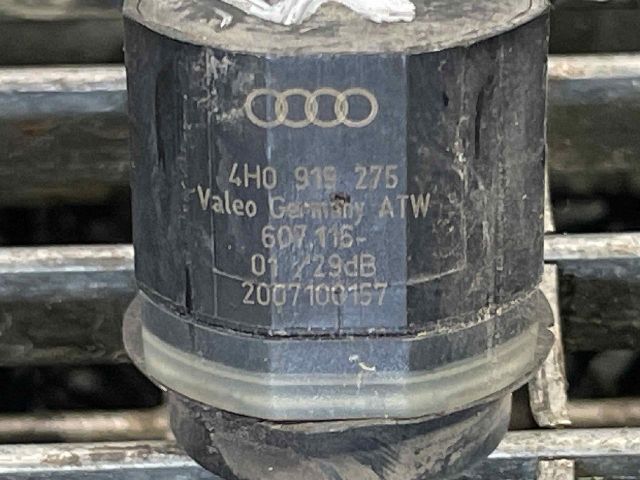 4H0 919 275
Valeo Germany ATW
607.116-
01 / 29dB
2007100157